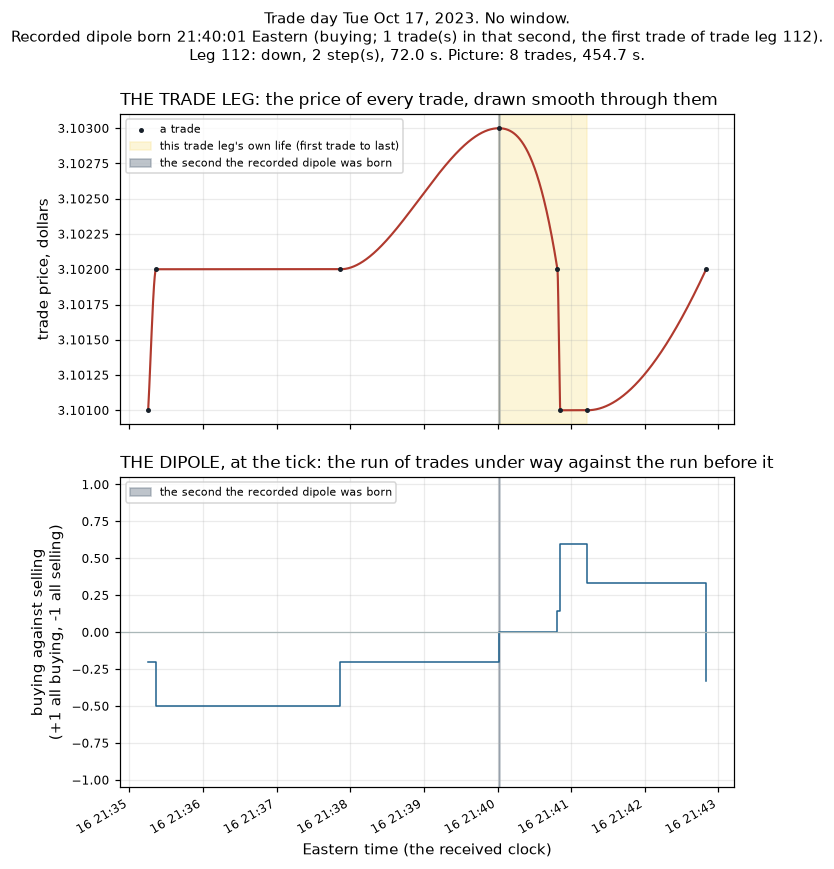 Trade day Tue Oct 17, 2023. No window.
Recorded dipole born 21:40:01 Eastern (buying; 1 trade(s) in that second, the first trade of trade leg 112).
Leg 112: down, 2 step(s), 72.0 s. Picture: 8 trades, 454.7 s.
THE TRADE LEG: the price of every trade, drawn smooth through them
a trade
this trade leg's own life (first trade to last)
the second the recorded dipole was born
trade price, dollars
3.10300
3.10275
3.10250
3.10225
3.10200
3.10175
3.10150
3.10125
3.10100
THE DIPOLE, at the tick: the run of trades under way against the run before it
the second the recorded dipole was born
buying against selling
(+1 all buying, -1 all selling)
1.00
0.75
0.50
0.25
0.00
−0.25
−0.50
−0.75
−1.00
16 21:35
16 21:36
16 21:37
16 21:38
16 21:39
16 21:40
16 21:41
16 21:42
16 21:43
Eastern time (the received clock)